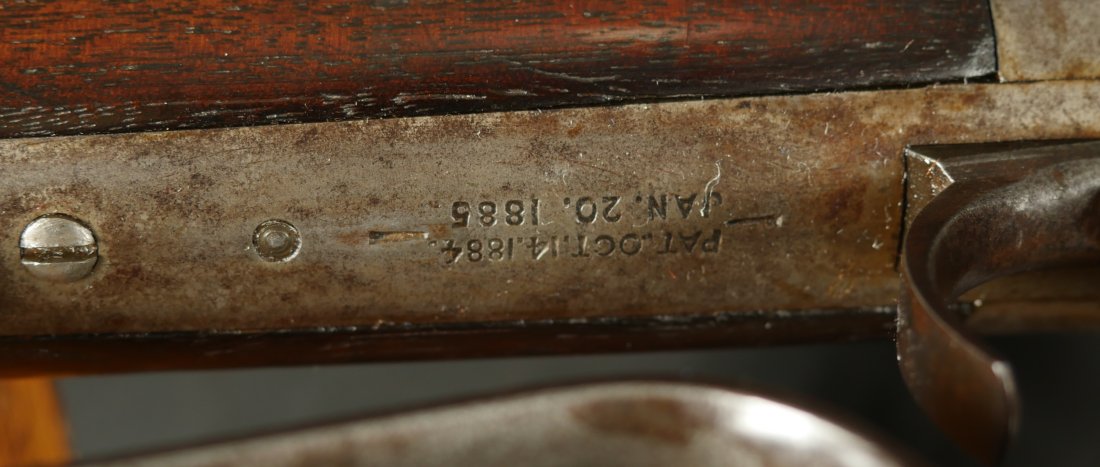 PAT. OCT. 14. 1884.
— JAN. 20. 1885 —